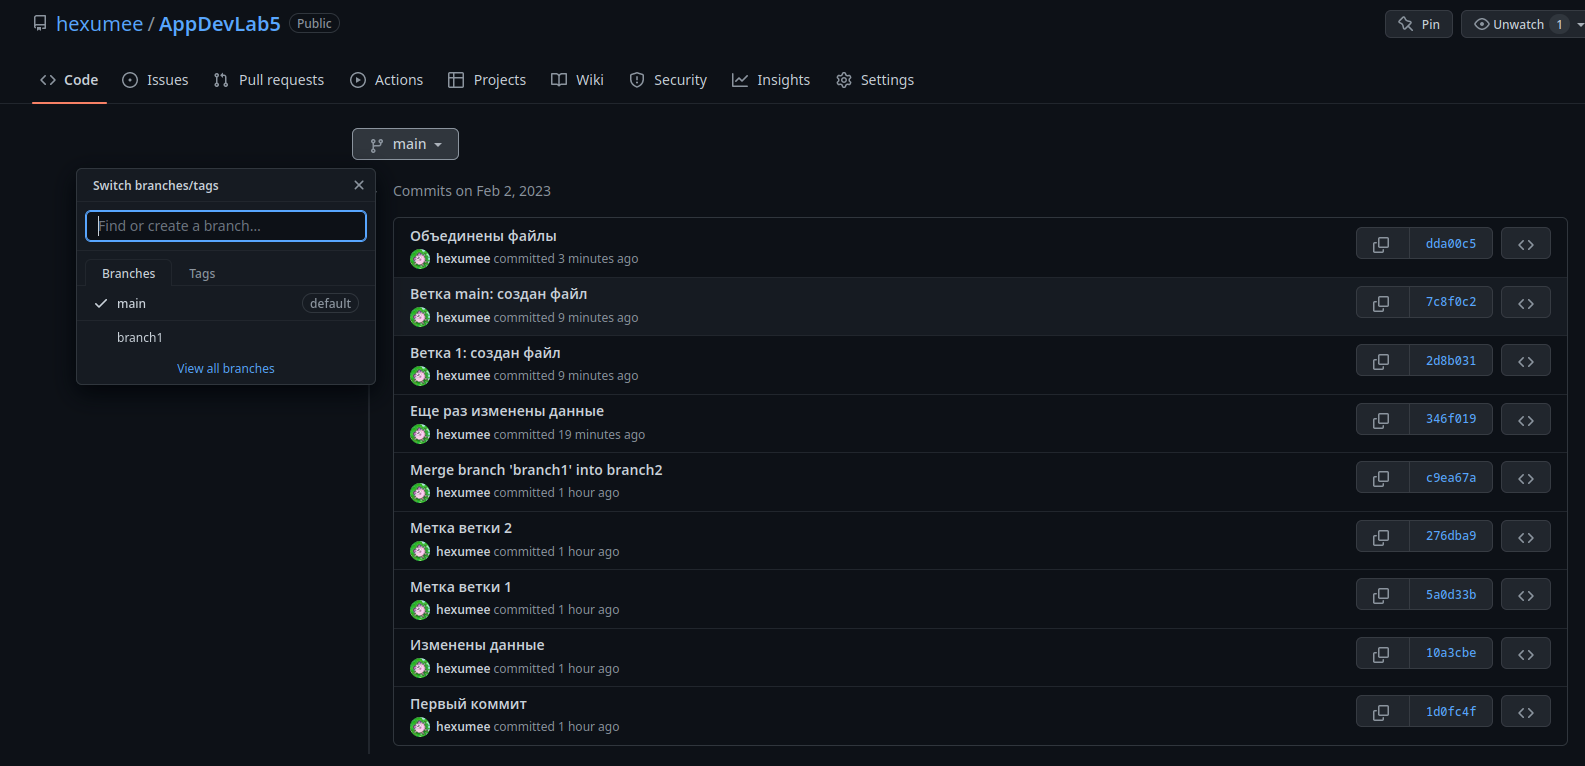 hexumee / AppDevLab5 Public
Pin
Unwatch 1
Code Issues Pull requests Actions Projects Wiki Security Insights Settings
main
Switch branches/tags
Find or create a branch...
Branches Tags
main default
branch1
View all branches
Commits on Feb 2, 2023
Объединены файлы
hexumee committed 3 minutes ago
dda00c5
Ветка main: создан файл
hexumee committed 9 minutes ago
7c8f0c2
Ветка 1: создан файл
hexumee committed 9 minutes ago
2d8b031
Еще раз изменены данные
hexumee committed 19 minutes ago
346f019
Merge branch 'branch1' into branch2
hexumee committed 1 hour ago
c9ea67a
Метка ветки 2
hexumee committed 1 hour ago
276dba9
Метка ветки 1
hexumee committed 1 hour ago
5a0d33b
Изменены данные
hexumee committed 1 hour ago
10a3cbe
Первый коммит
hexumee committed 1 hour ago
1d0fc4f